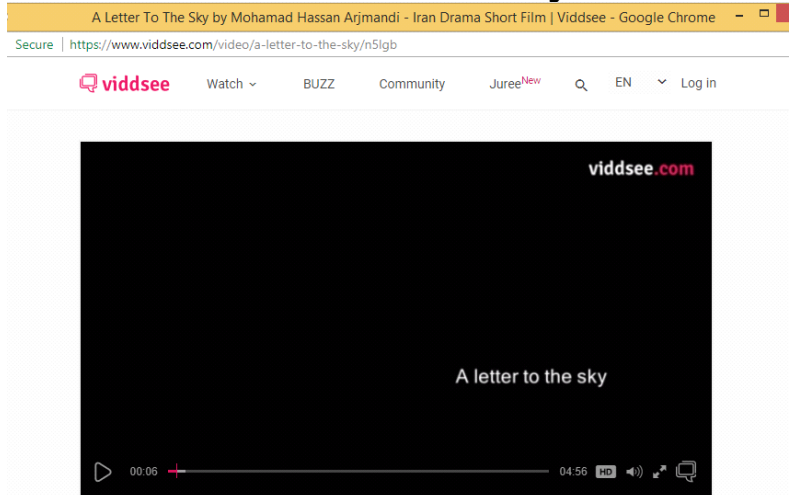 A Letter To The Sky by Mohamad Hassan Arjmandi - Iran Drama Short Film | Viddsee - Google Chrome
Secure | https://www.viddsee.com/video/a-letter-to-the-sky/n5lgb
viddsee Watch BUZZ Community JureeNew EN Log in
viddsee.com
A letter to the sky
00:06 04:56 HD